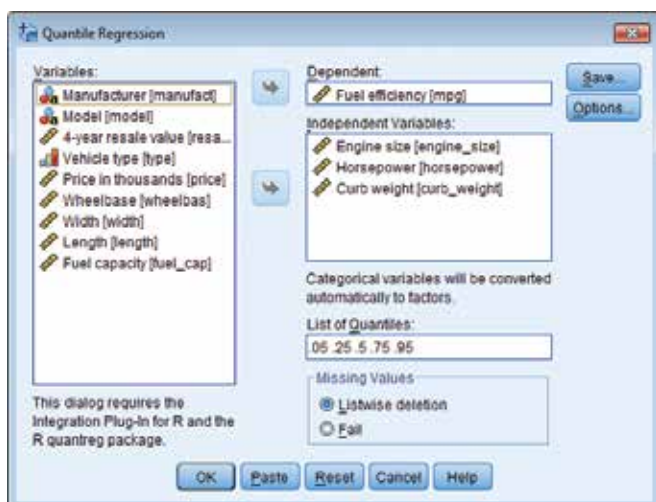 Quantile Regression
Variables:
Manufacturer [manufact]
Model [model]
4-year resale value [resa...
Vehicle type [type]
Price in thousands [price]
Wheelbase [wheelbas]
Width [width]
Length [length]
Fuel capacity [fuel_cap]
This dialog requires the
Integration Plug-In for R and the
R quantreg package.
Dependent:
Fuel efficiency [mpg]
Independent Variables:
Engine size [engine_size]
Horsepower [horsepower]
Curb weight [curb_weight]
Categorical variables will be converted
automatically to factors.
List of Quantiles:
.05 .25 .5 .75 .95
Missing Values
Listwise deletion
Fail
Save...
Options...
OK
Paste
Reset
Cancel
Help